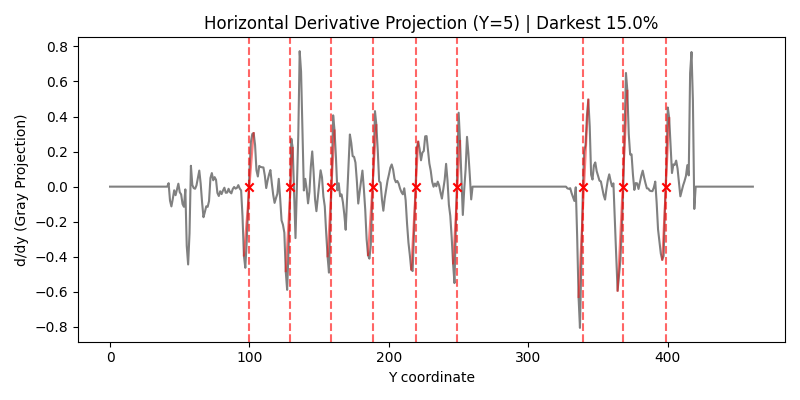 Horizontal Derivative Projection (Y=5) | Darkest 15.0%
0.8
0.6
0.4
0.2
0.0
−0.2
−0.4
−0.6
−0.8
d/dy (Gray Projection)
0 100 200 300 400
Y coordinate